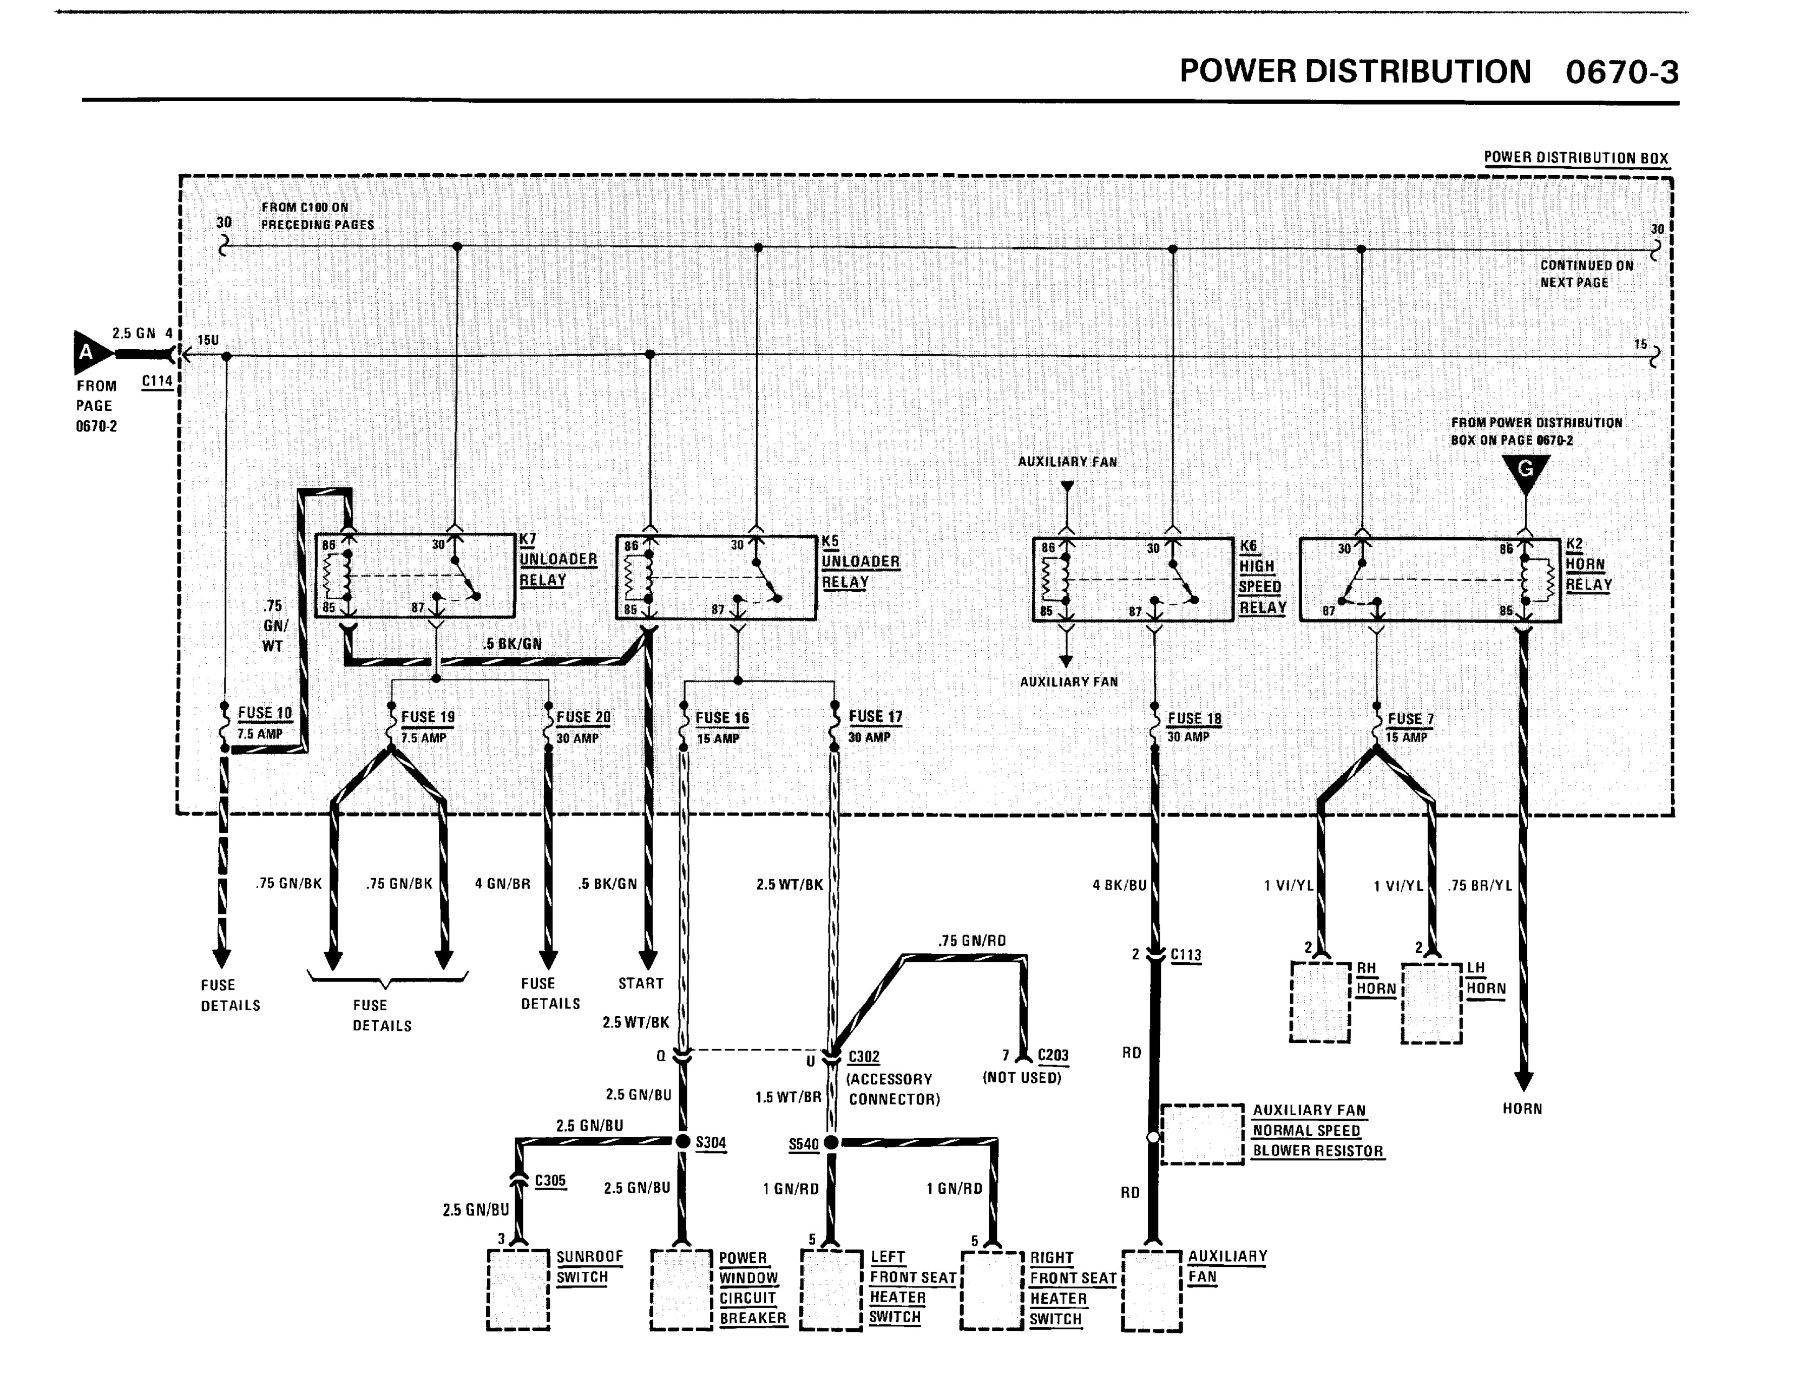 POWER DISTRIBUTION 0670-3
POWER DISTRIBUTION BOX
FROM C100 ON
PRECEDING PAGES
30
30
CONTINUED ON
NEXT PAGE
2.5 GN 4
15U
15
A
FROM
PAGE
0670-2
C114
FROM POWER DISTRIBUTION
BOX ON PAGE 0670-2
G
AUXILIARY FAN
86
30
K7
UNLOADER
RELAY
85
87
86
30
K5
UNLOADER
RELAY
85
87
86
30
K6
HIGH
SPEED
RELAY
85
87
30
86
K2
HORN
RELAY
87
85
.75
GN/
WT
.5 BK/GN
AUXILIARY FAN
FUSE 10
7.5 AMP
FUSE 19
7.5 AMP
FUSE 20
30 AMP
FUSE 16
15 AMP
FUSE 17
30 AMP
FUSE 18
30 AMP
FUSE 7
15 AMP
.75 GN/BK
.75 GN/BK
4 GN/BR
.5 BK/GN
2.5 WT/BK
4 BK/BU
1 VI/YL
1 VI/YL
.75 BR/YL
.75 GN/RD
2
C113
2
RH
HORN
2
LH
HORN
FUSE
DETAILS
FUSE
DETAILS
FUSE
DETAILS
START
2.5 WT/BK
Q
U
C302
(ACCESSORY
CONNECTOR)
7
C203
(NOT USED)
RD
2.5 GN/BU
1.5 WT/BR
HORN
AUXILIARY FAN
NORMAL SPEED
BLOWER RESISTOR
2.5 GN/BU
S304
S540
C305
2.5 GN/BU
1 GN/RD
1 GN/RD
RD
2.5 GN/BU
3
SUNROOF
SWITCH
POWER
WINDOW
CIRCUIT
BREAKER
5
LEFT
FRONT SEAT
HEATER
SWITCH
5
RIGHT
FRONT SEAT
HEATER
SWITCH
AUXILIARY
FAN